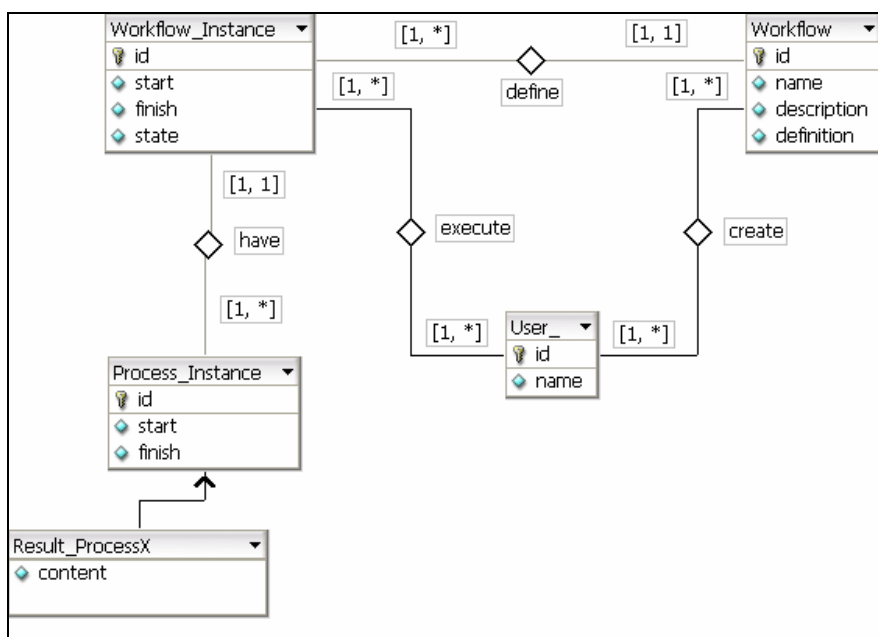 Workflow_Instance
id
start
finish
state
[1, *]
[1, 1]
define
Workflow
id
name
description
definition
[1, *]
[1, *]
[1, 1]
have
execute
create
[1, *]
[1, *]
[1, *]
User_
id
name
Process_Instance
id
start
finish
Result_ProcessX
content